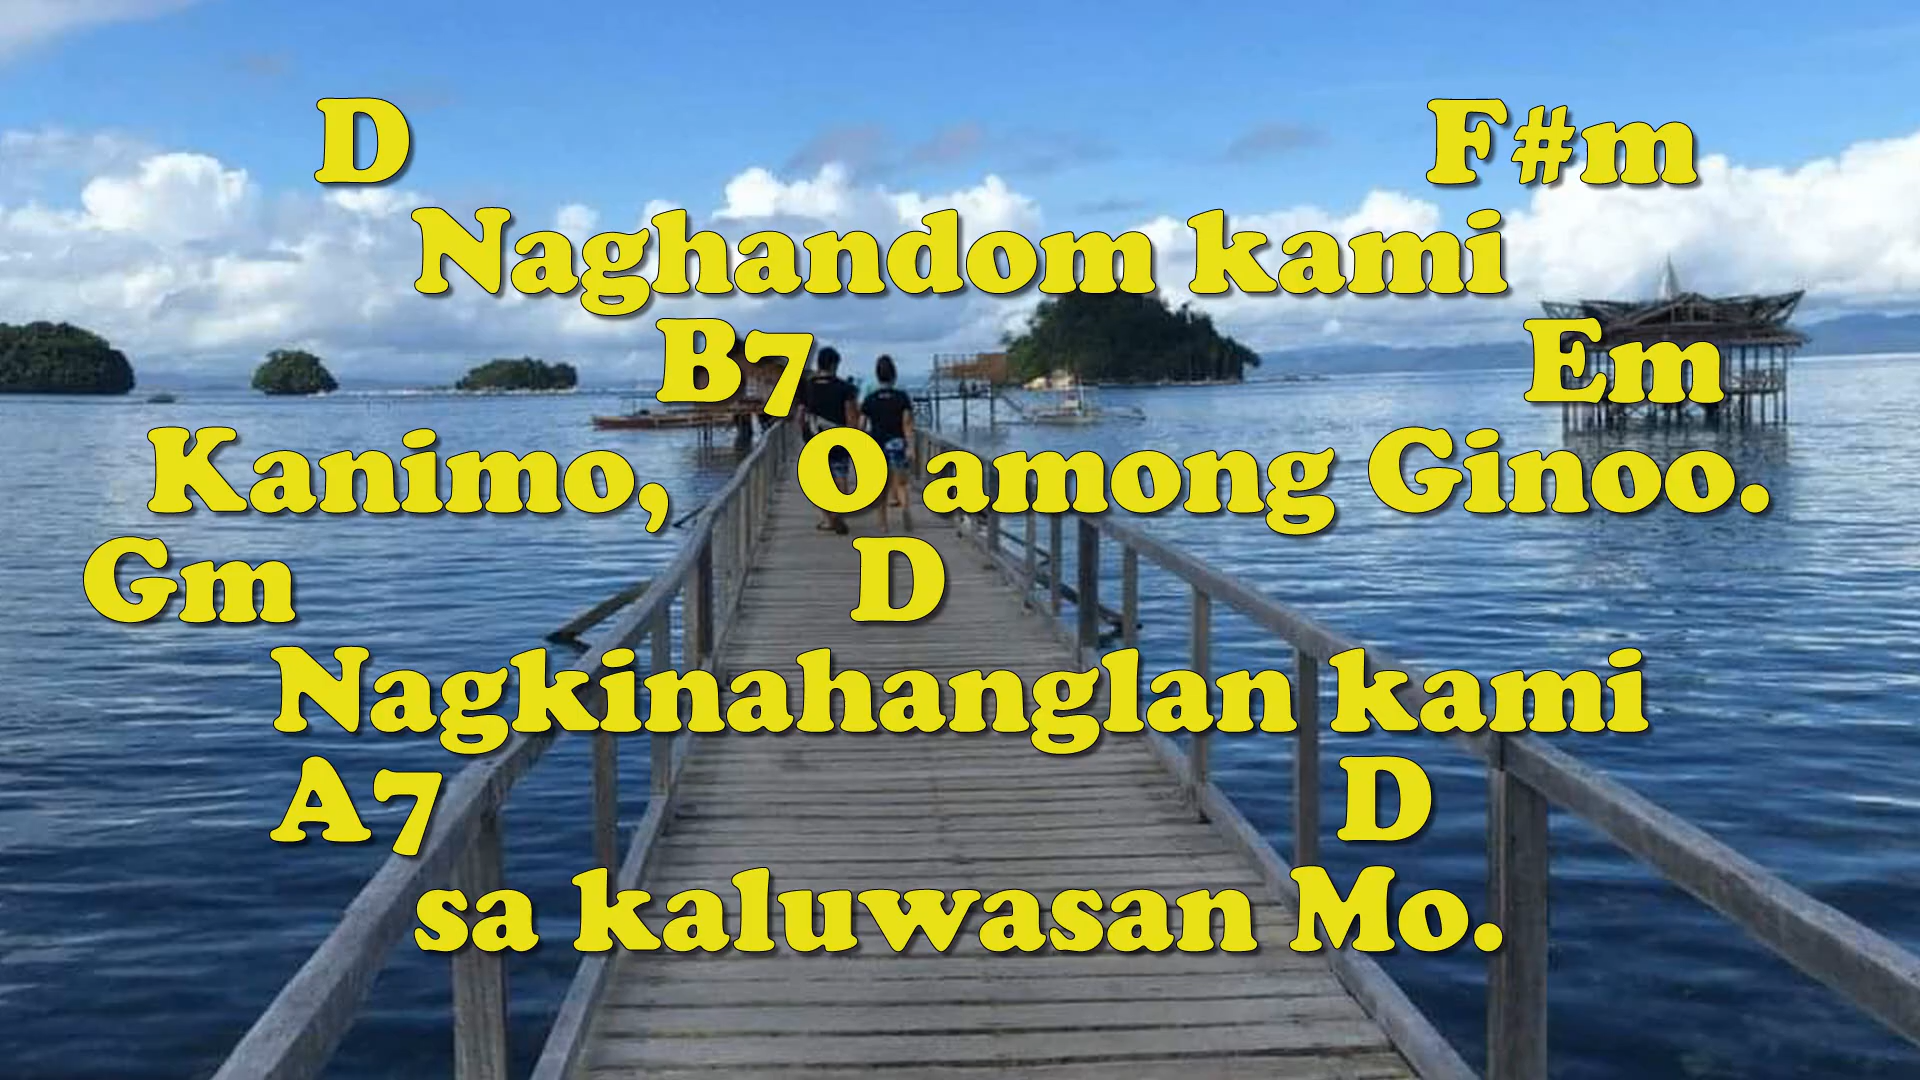 D F#m
Naghandom kami
B7 Em
Kanimo, O among Ginoo.
Gm D
Nagkinahanglan kami
A7 D
sa kaluwasan Mo.